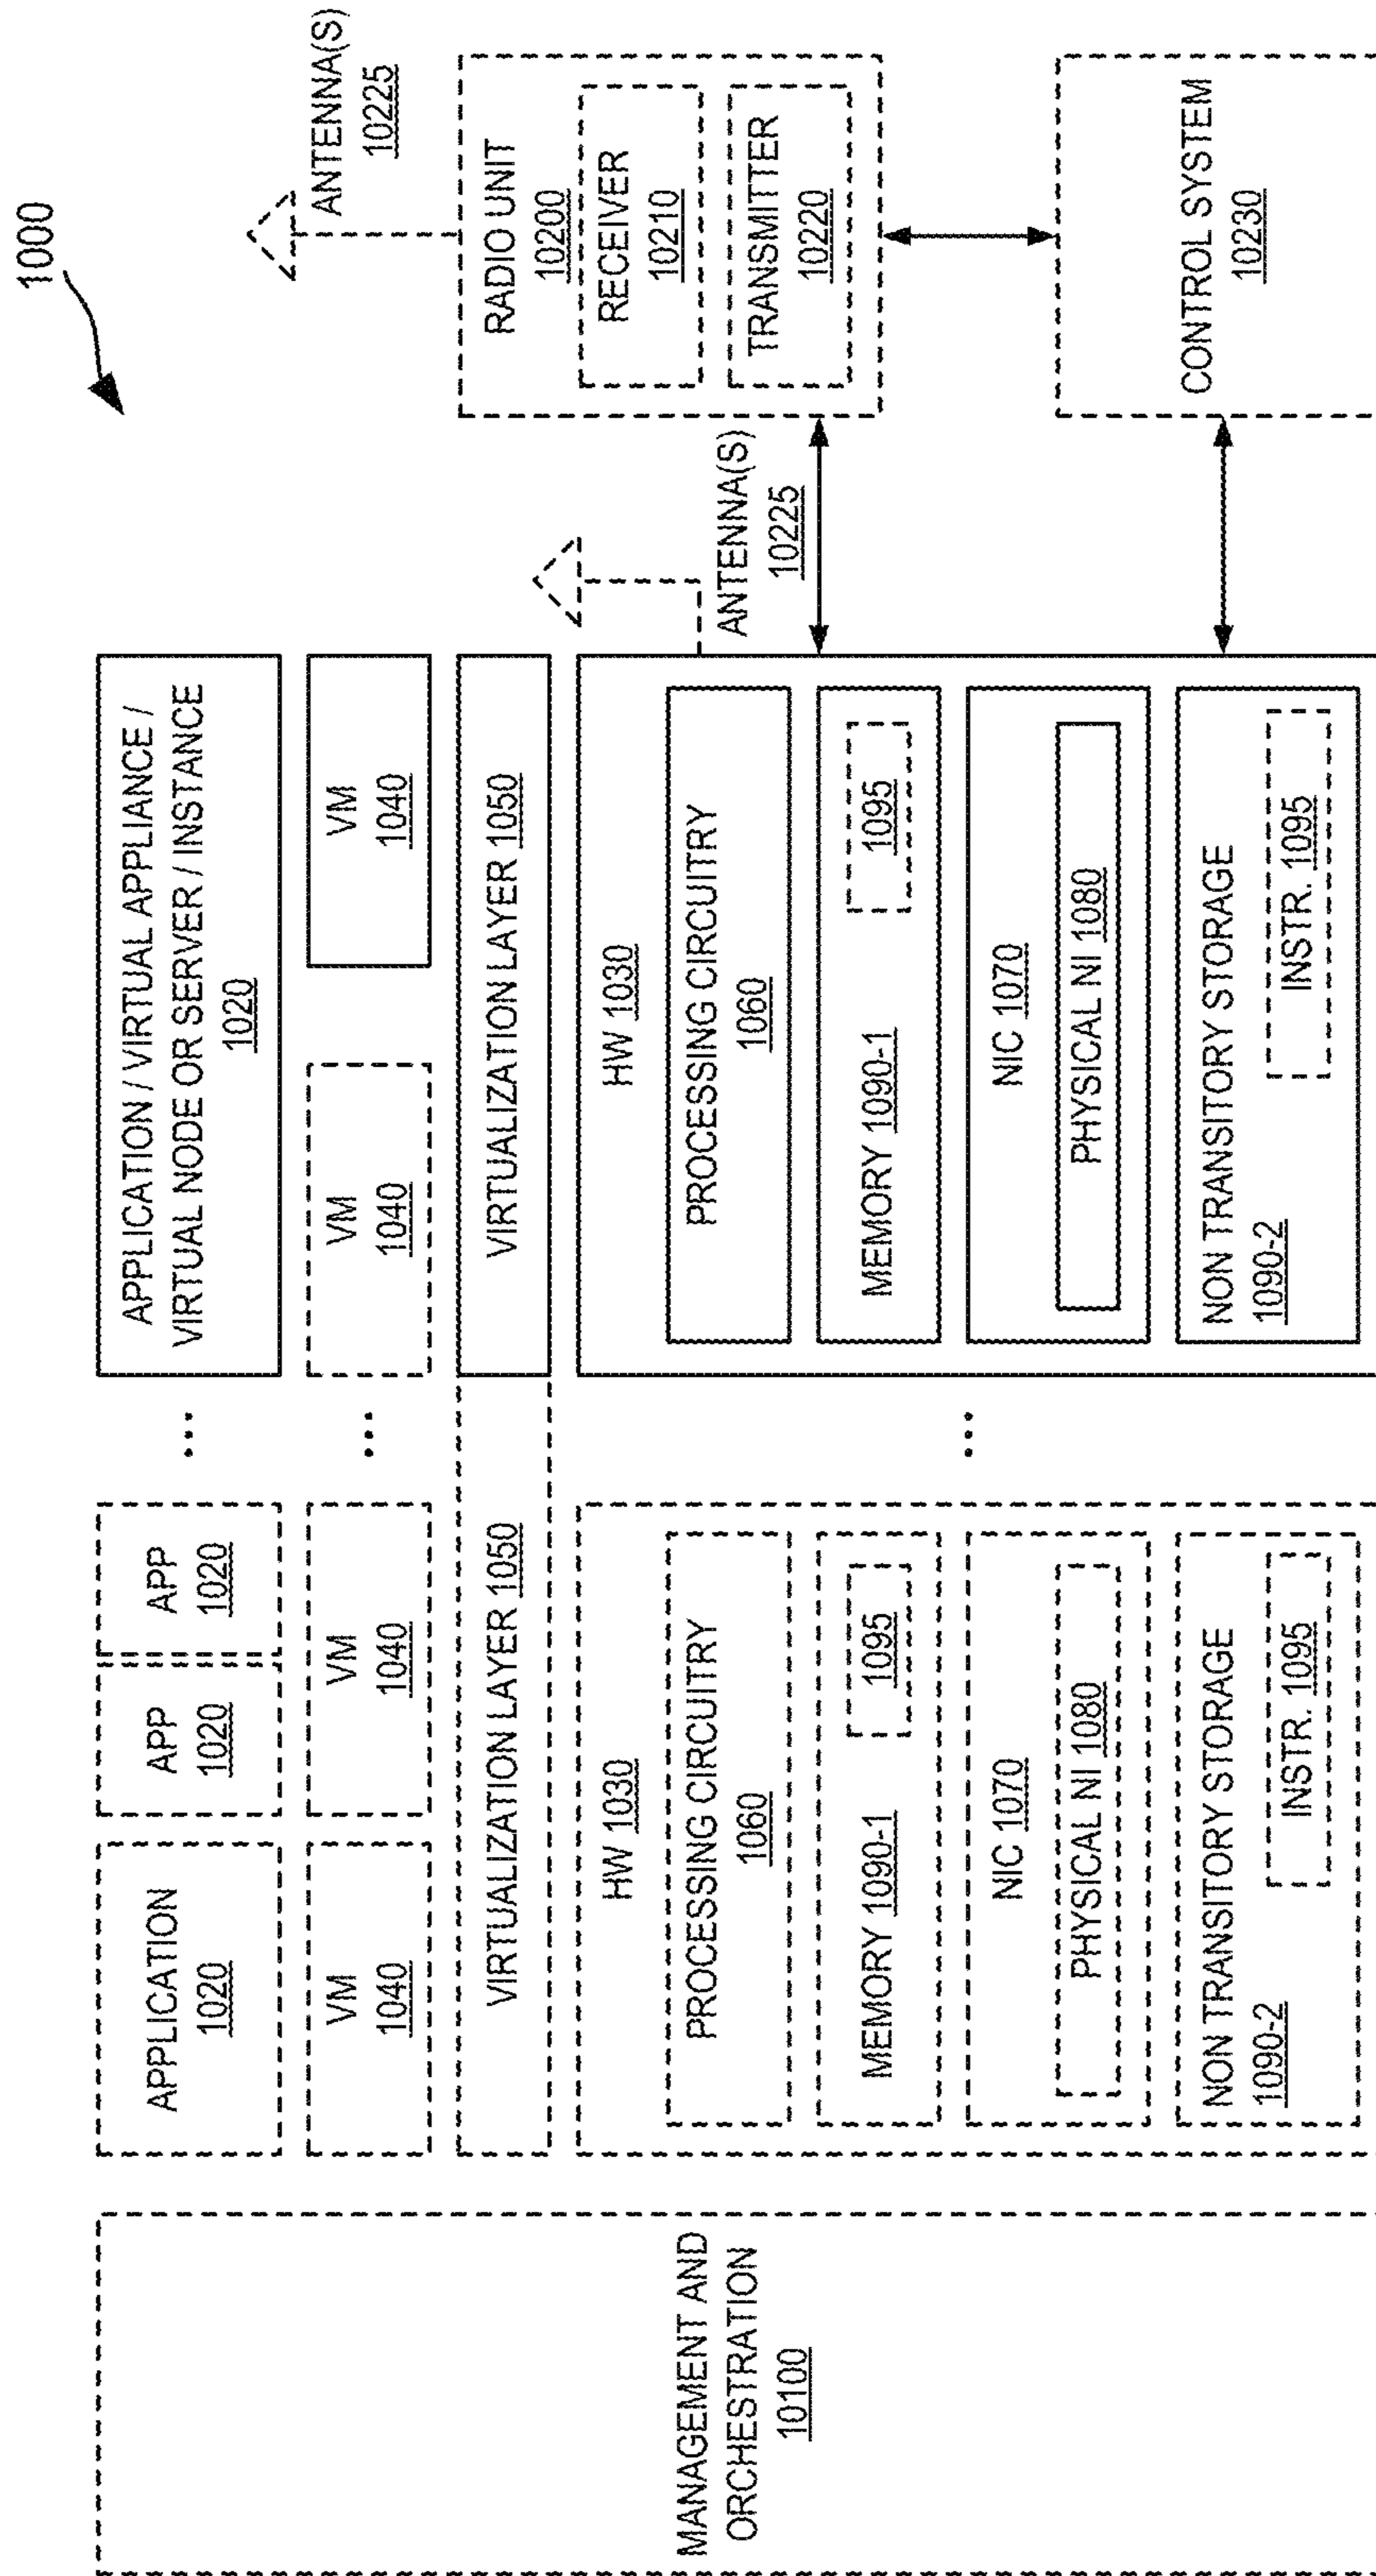 1000
MANAGEMENT AND
ORCHESTRATION
10100
APPLICATION
1020
APP
1020
APP
1020
...
APPLICATION / VIRTUAL APPLIANCE /
VIRTUAL NODE OR SERVER / INSTANCE
1020
VM
1040
VM
1040
...
VM
1040
VM
1040
VIRTUALIZATION LAYER 1050
VIRTUALIZATION LAYER 1050
HW 1030
PROCESSING CIRCUITRY
1060
MEMORY 1090-1
1095
NIC 1070
PHYSICAL NI 1080
NON TRANSITORY STORAGE
1090-2
INSTR. 1095
...
HW 1030
PROCESSING CIRCUITRY
1060
MEMORY 1090-1
1095
NIC 1070
PHYSICAL NI 1080
NON TRANSITORY STORAGE
1090-2
INSTR. 1095
ANTENNA(S)
10225
ANTENNA(S)
10225
RADIO UNIT
10200
RECEIVER
10210
TRANSMITTER
10220
CONTROL SYSTEM
10230